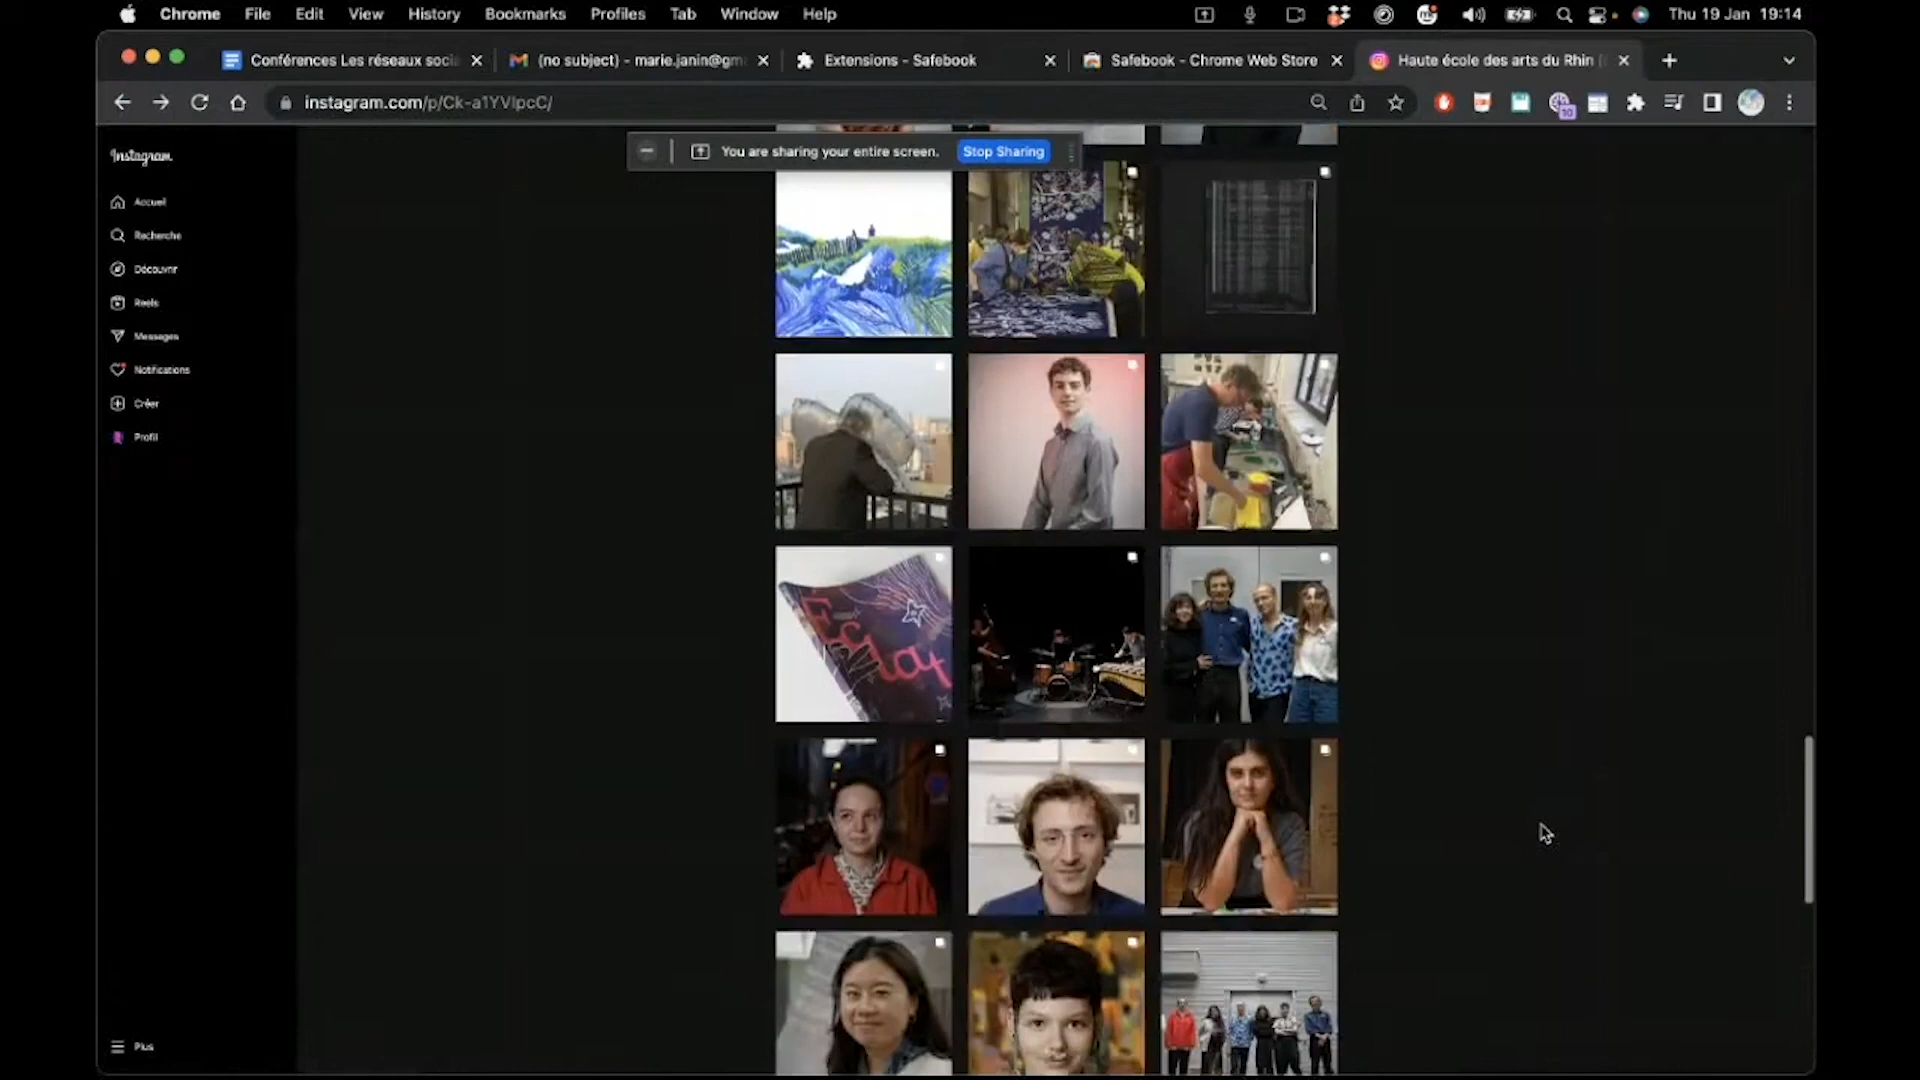 Chrome File Edit View History Bookmarks Profiles Tab Window Help
Thu 19 Jan 19:14
Conférences Les réseaux soci
(no subject) - marie.janin@gm
Extensions - Safebook
Safebook - Chrome Web Store
Haute école des arts du Rhin (
instagram.com/p/Ck-a1YVlpcC/
10
You are sharing your entire screen.
Stop Sharing
Instagram
Accueil
Recherche
Découvrir
Reels
Messages
Notifications
Créer
Profil
Plus